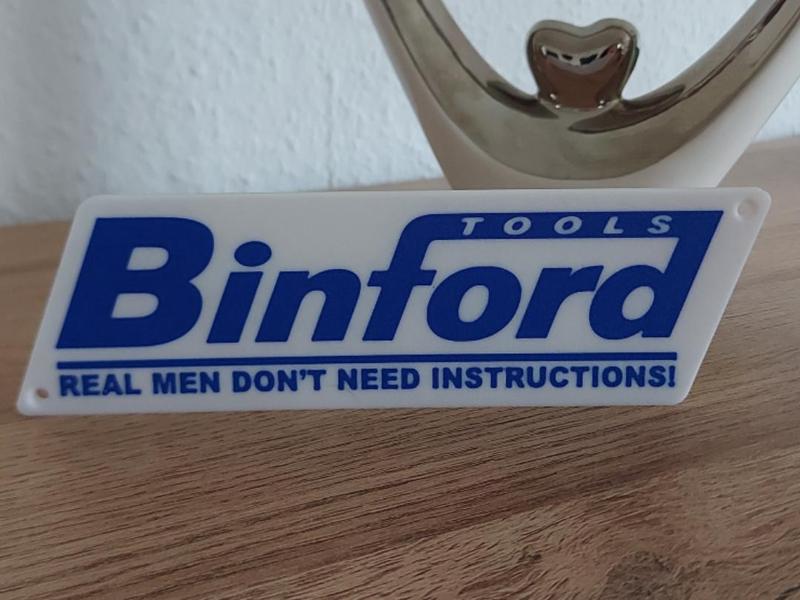 TOOLS
Binford
REAL MEN DON'T NEED INSTRUCTIONS!